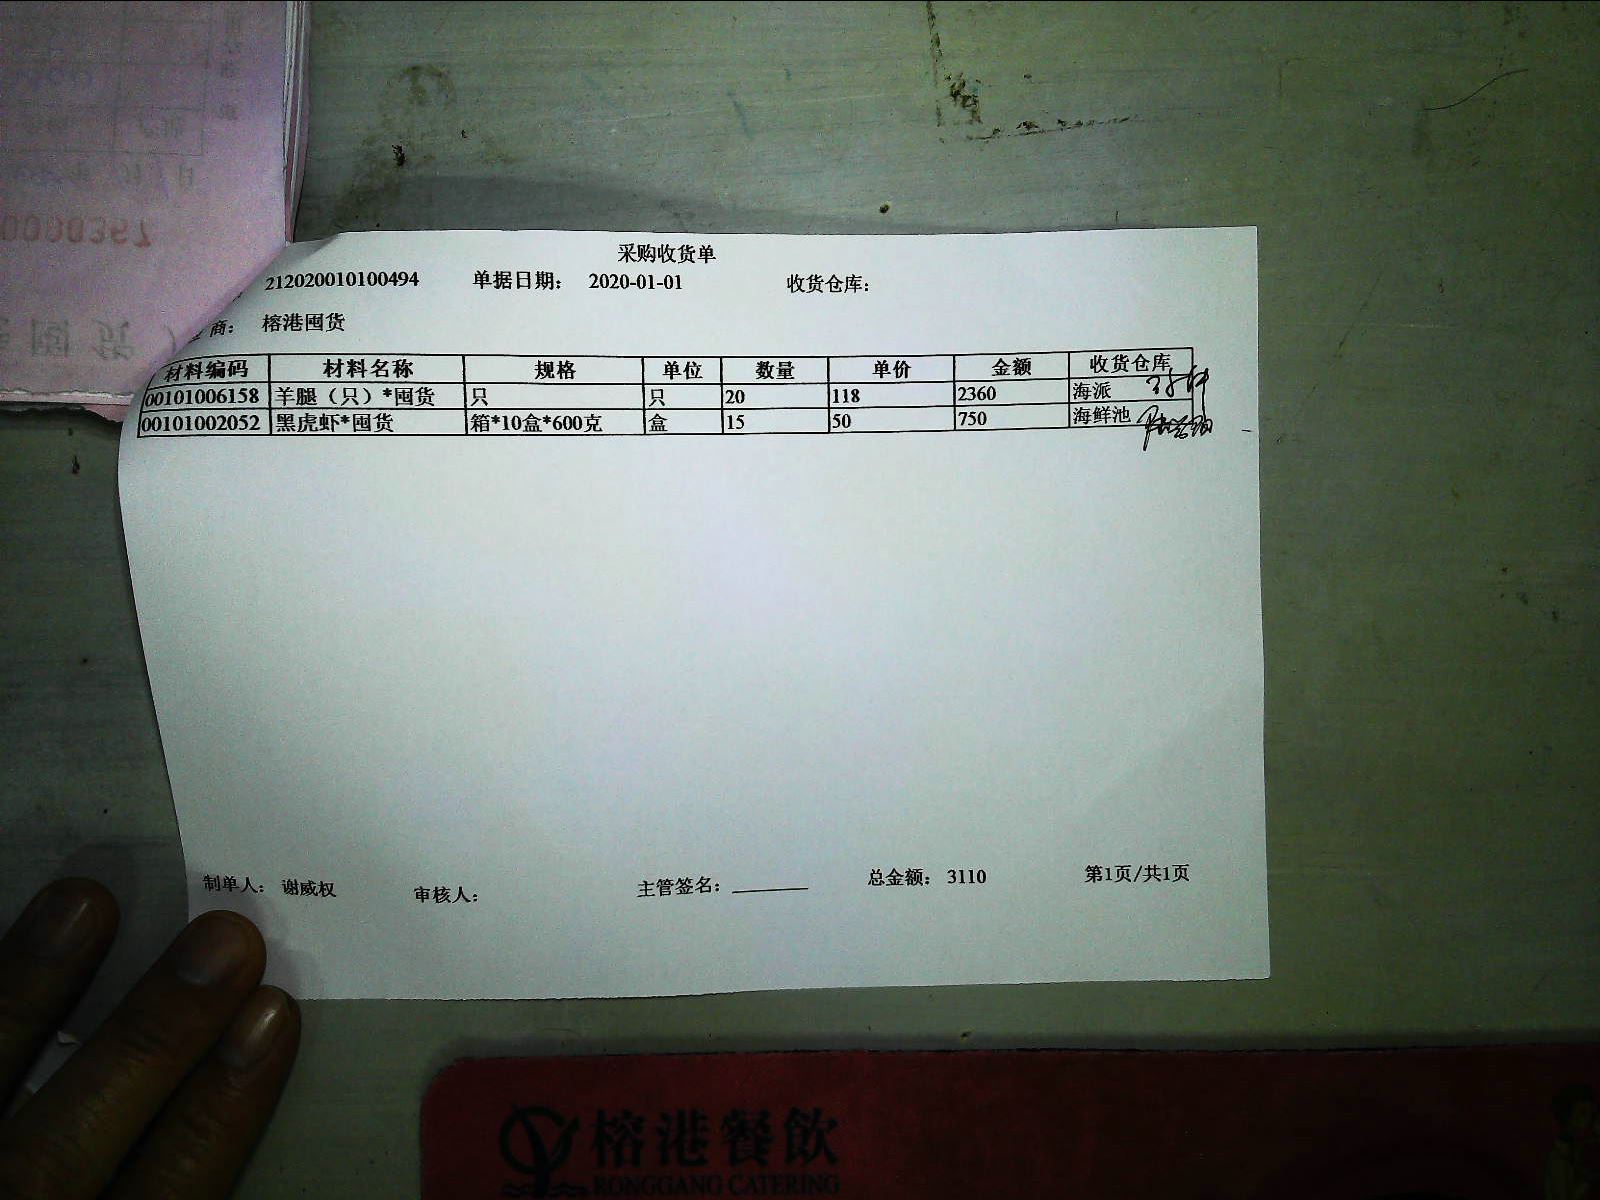 采购收货单
212020010100494 单据日期: 2020-01-01 收货仓库:
商: 榕港囤货
材料编码 材料名称 规格 单位 数量 单价 金额 收货仓库
00101006158 羊腿（只）*囤货 只 只 20 118 2360 海派
00101002052 黑虎虾*囤货 箱*10盒*600克 盒 15 50 750 海鲜池
制单人: 谢威权 审核人: 主管签名: 总金额: 3110 第1页/共1页
榕港餐飲
RONGGANG CATERING